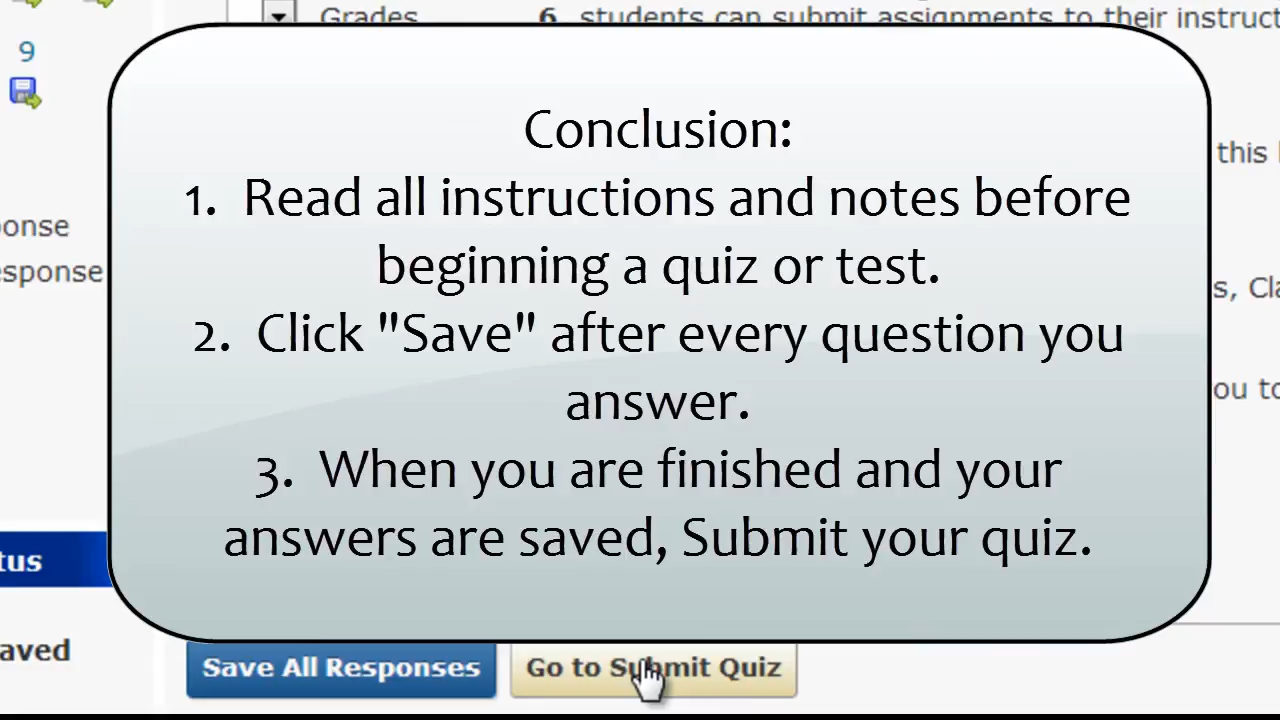 Grades
6. students can submit assignments to their instruct
9
Conclusion:
1. Read all instructions and notes before
beginning a quiz or test.
2. Click "Save" after every question you
answer.
3. When you are finished and your
answers are saved, Submit your quiz.
this
ponse
esponse
s, Cla
ou to
tus
aved
Save All Responses
Go to Submit Quiz